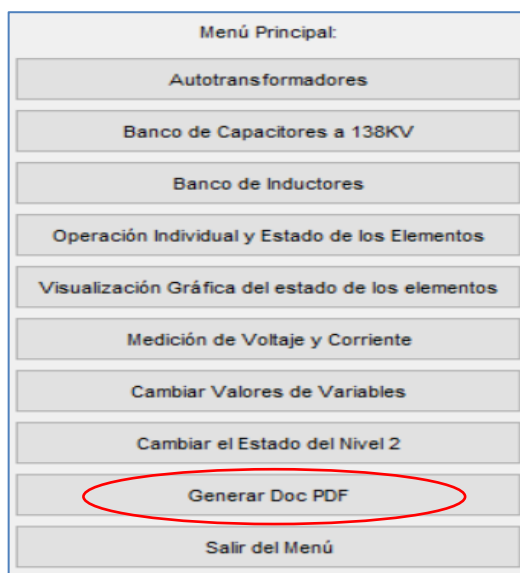 Menú Principal:
Autotransformadores
Banco de Capacitores a 138KV
Banco de Inductores
Operación Individual y Estado de los Elementos
Visualización Gráfica del estado de los elementos
Medición de Voltaje y Corriente
Cambiar Valores de Variables
Cambiar el Estado del Nivel 2
Generar Doc PDF
Salir del Menú